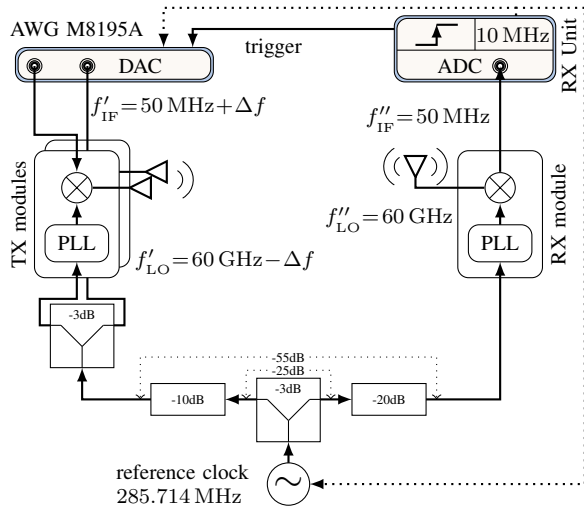 AWG M8195A
DAC
trigger
10 MHz
ADC
RX Unit
f′IF=50 MHz+Δf
f″IF=50 MHz
TX modules
PLL
f′LO=60 GHz−Δf
f″LO=60 GHz
PLL
RX module
-3dB
-55dB
-25dB
-10dB
-3dB
-20dB
reference clock
285.714 MHz